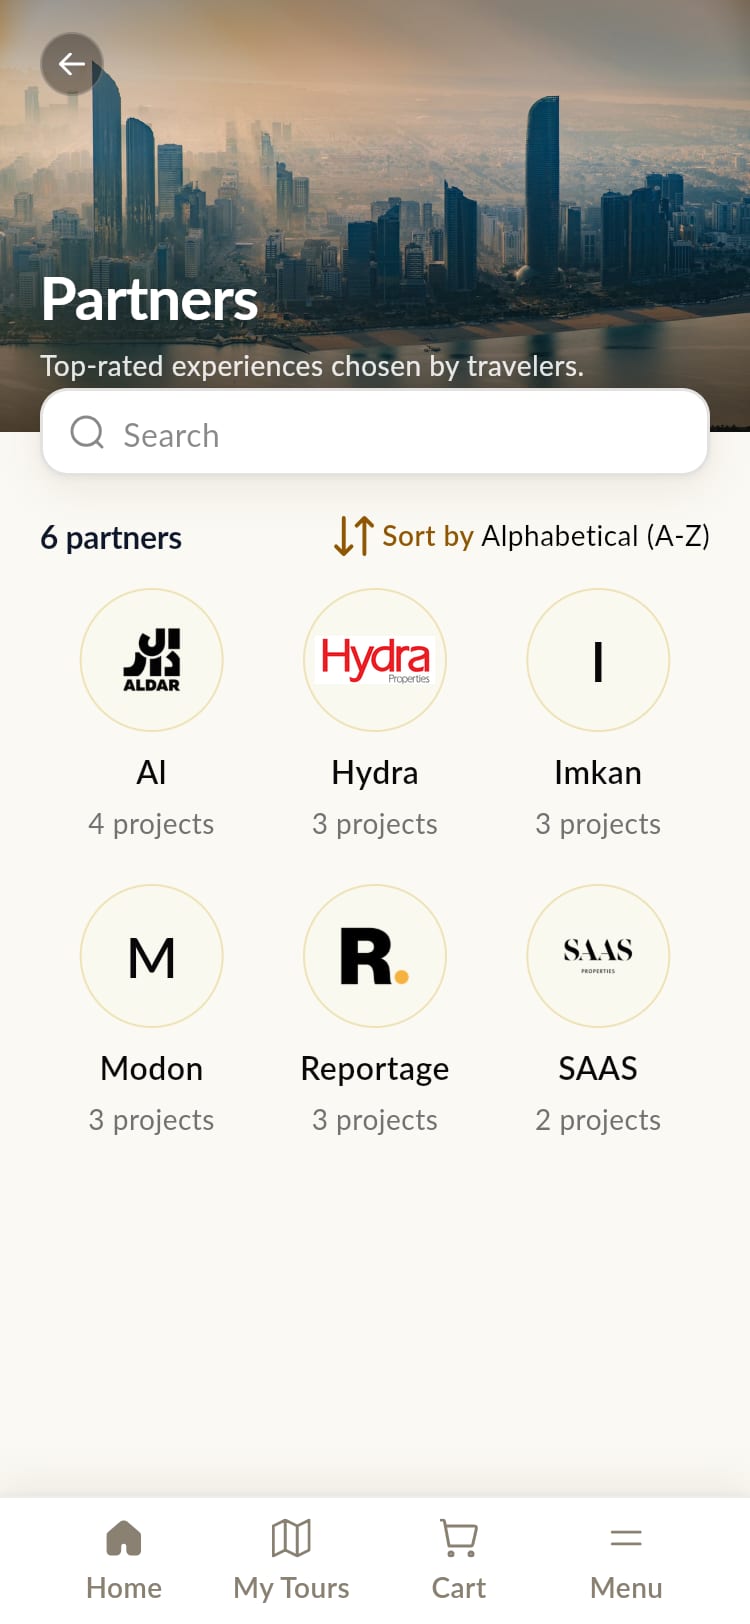 Partners
Top-rated experiences chosen by travelers.
Search
6 partners
Sort by Alphabetical (A-Z)
ALDAR
Hydra
Properties
I
Al
Hydra
Imkan
4 projects
3 projects
3 projects
M
R.
SAAS
PROPERTIES
Modon
Reportage
SAAS
3 projects
3 projects
2 projects
Home
My Tours
Cart
Menu